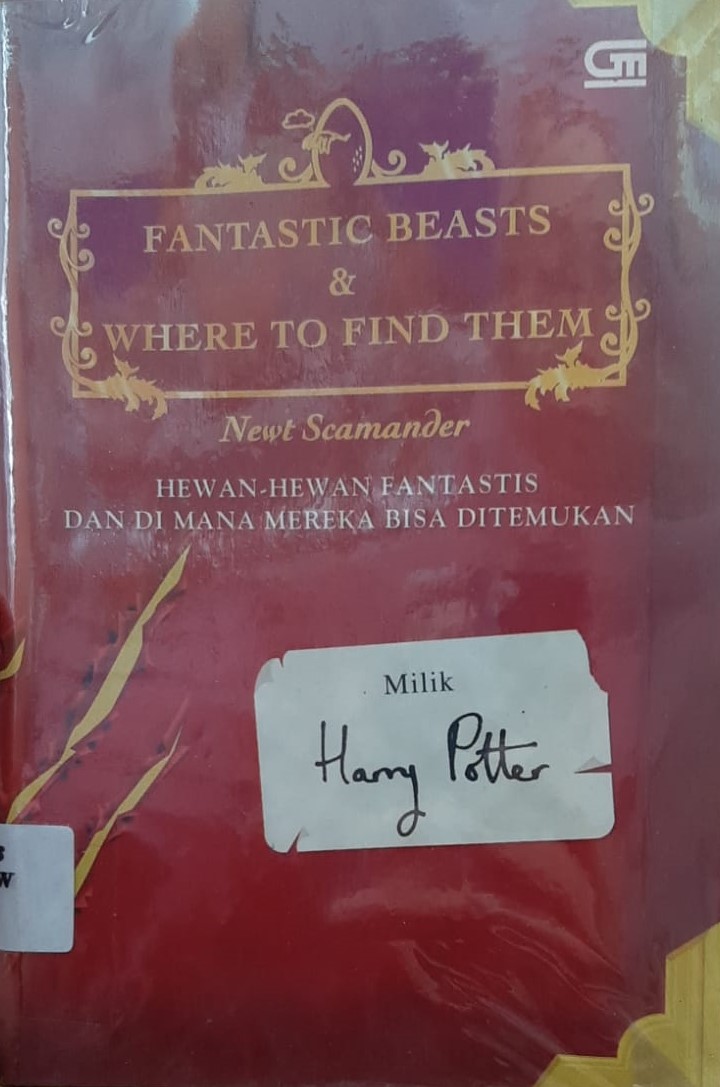 GM
FANTASTIC BEASTS
&
WHERE TO FIND THEM
Newt Scamander
HEWAN-HEWAN FANTASTIS
DAN DI MANA MEREKA BISA DITEMUKAN
Milik
Harry Potter